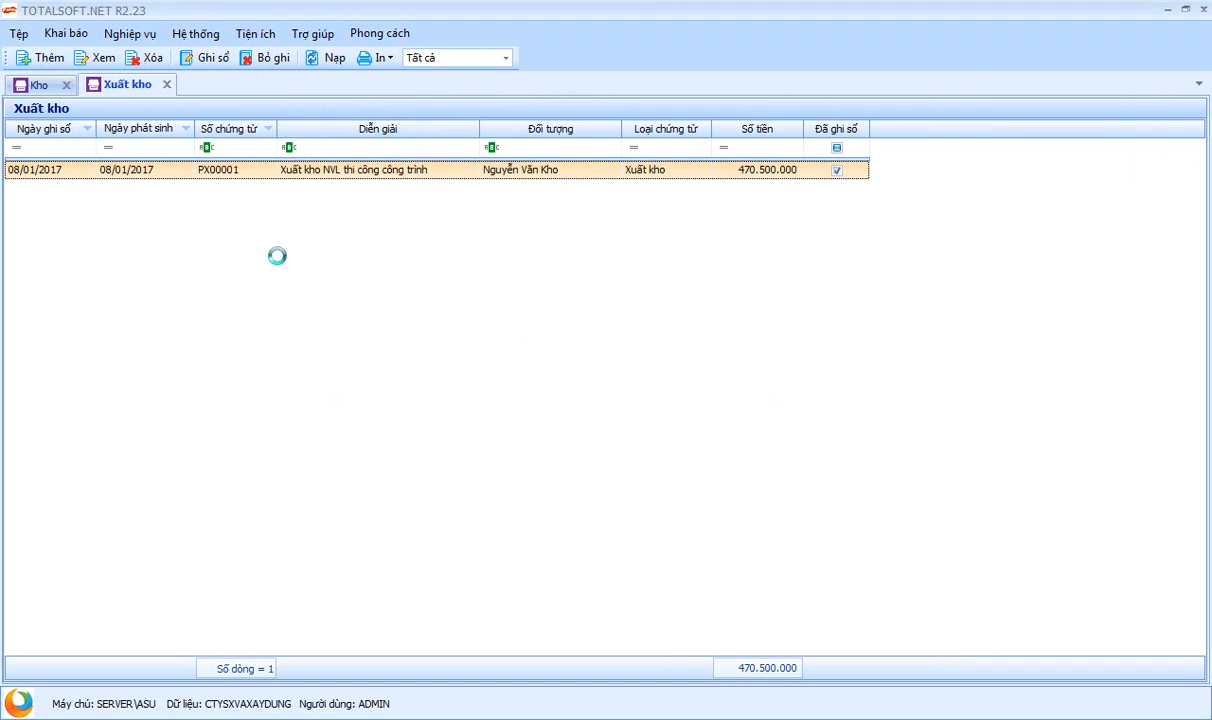 TOTALSOFT.NET R2.23
Tệp Khai báo Nghiệp vụ Hệ thống Tiện ích Trợ giúp Phong cách
Thêm Xem Xóa Ghi sổ Bỏ ghi Nạp In Tất cả
Kho Xuất kho
Xuất kho
Ngày ghi sổ Ngày phát sinh Số chứng từ Diễn giải Đối tượng Loại chứng từ Số tiền Đã ghi sổ
= = ABC ABC ABC = =
08/01/2017 08/01/2017 PX00001 Xuất kho NVL thi công công trình Nguyễn Văn Kho Xuất kho 470.500.000
Số dòng = 1 470.500.000
Máy chủ: SERVER\ASU Dữ liệu: CTYSXVAXAYDUNG Người dùng: ADMIN